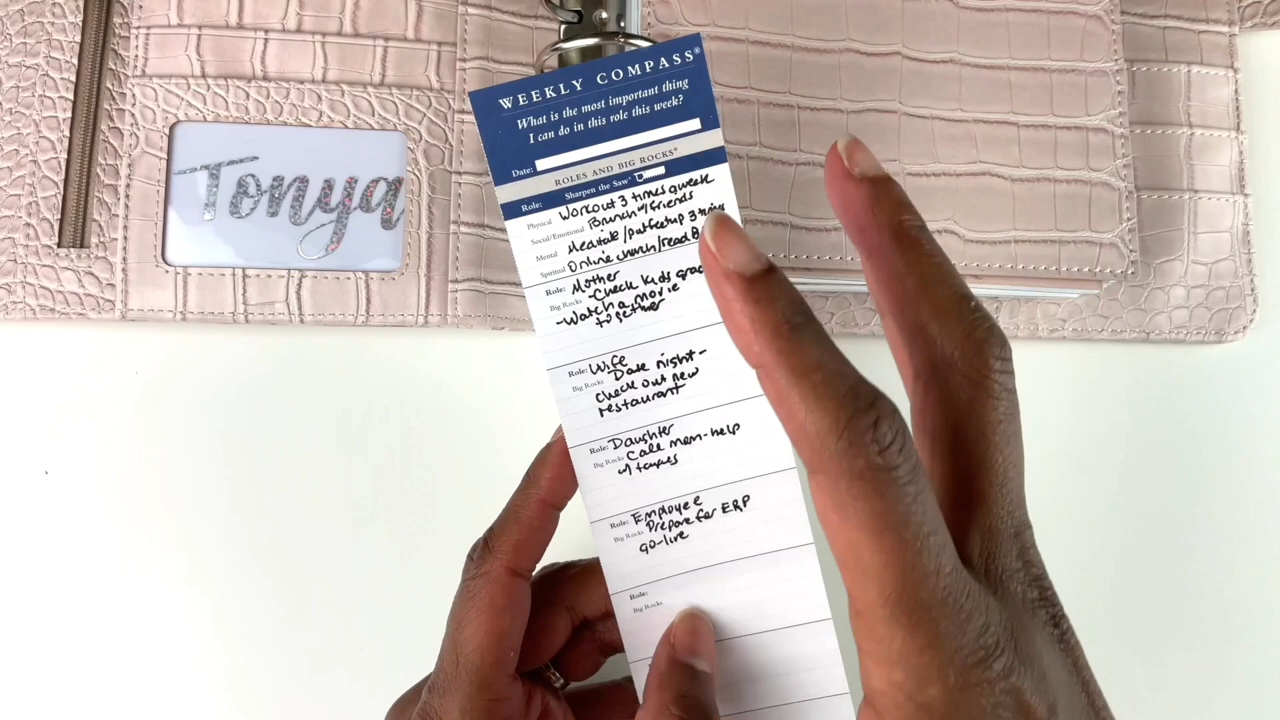 Tonya
WEEKLY COMPASS®
What is the most important thing
I can do in this role this week?
Date:
ROLES AND BIG ROCKS®
Role: Sharpen the Saw®
Physical Workout 3 times a week
Social/Emotional Brunch w/friends
Mental Meditate 3
Spiritual Online church/read
Role: Mother
Big Rocks -Check kids
-Watch a movie
together
Role: Wife
Big Rocks Date night-
check out new
restaurant
Role: Daughter
Big Rocks Call mom-help
w/ taxes
Role: Employee
Big Rocks Prepare for ERP
go-live
Role:
Big Rocks